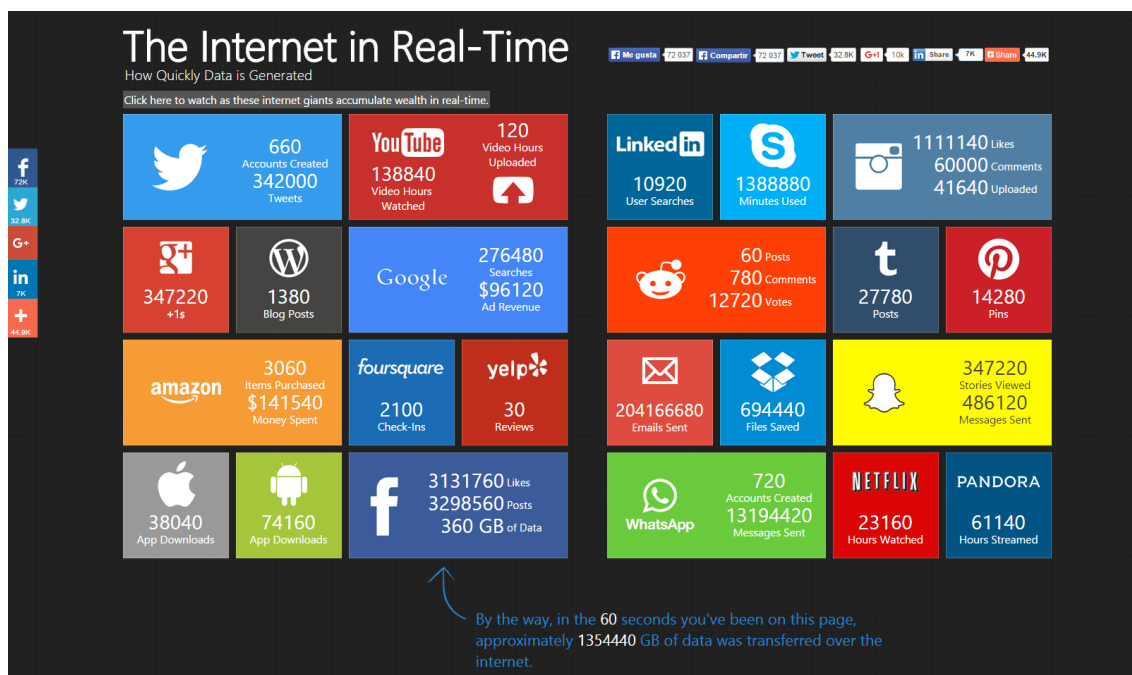 The Internet in Real-Time
How Quickly Data is Generated
Click here to watch as these internet giants accumulate wealth in real-time.
Me gusta 72 037 Compartir 72 037 Tweet 32.8K G+1 10k in Share 7K Share 44.9K
72K
32.8K
G+
in
7K
44.9K
660
Accounts Created
342000
Tweets
YouTube
138840
Video Hours
Watched
120
Video Hours
Uploaded
Linked in
10920
User Searches
1388880
Minutes Used
1111140 Likes
60000 Comments
41640 Uploaded
347220
+1s
1380
Blog Posts
Google
276480
Searches
$96120
Ad Revenue
60 Posts
780 Comments
12720 Votes
27780
Posts
14280
Pins
amazon
3060
Items Purchased
$141540
Money Spent
foursquare
2100
Check-Ins
yelp
30
Reviews
204166680
Emails Sent
694440
Files Saved
347220
Stories Viewed
486120
Messages Sent
38040
App Downloads
74160
App Downloads
3131760 Likes
3298560 Posts
360 GB of Data
WhatsApp
720
Accounts Created
13194420
Messages Sent
NETFLIX
23160
Hours Watched
PANDORA
61140
Hours Streamed
By the way, in the 60 seconds you've been on this page,
approximately 1354440 GB of data was transferred over the
internet.